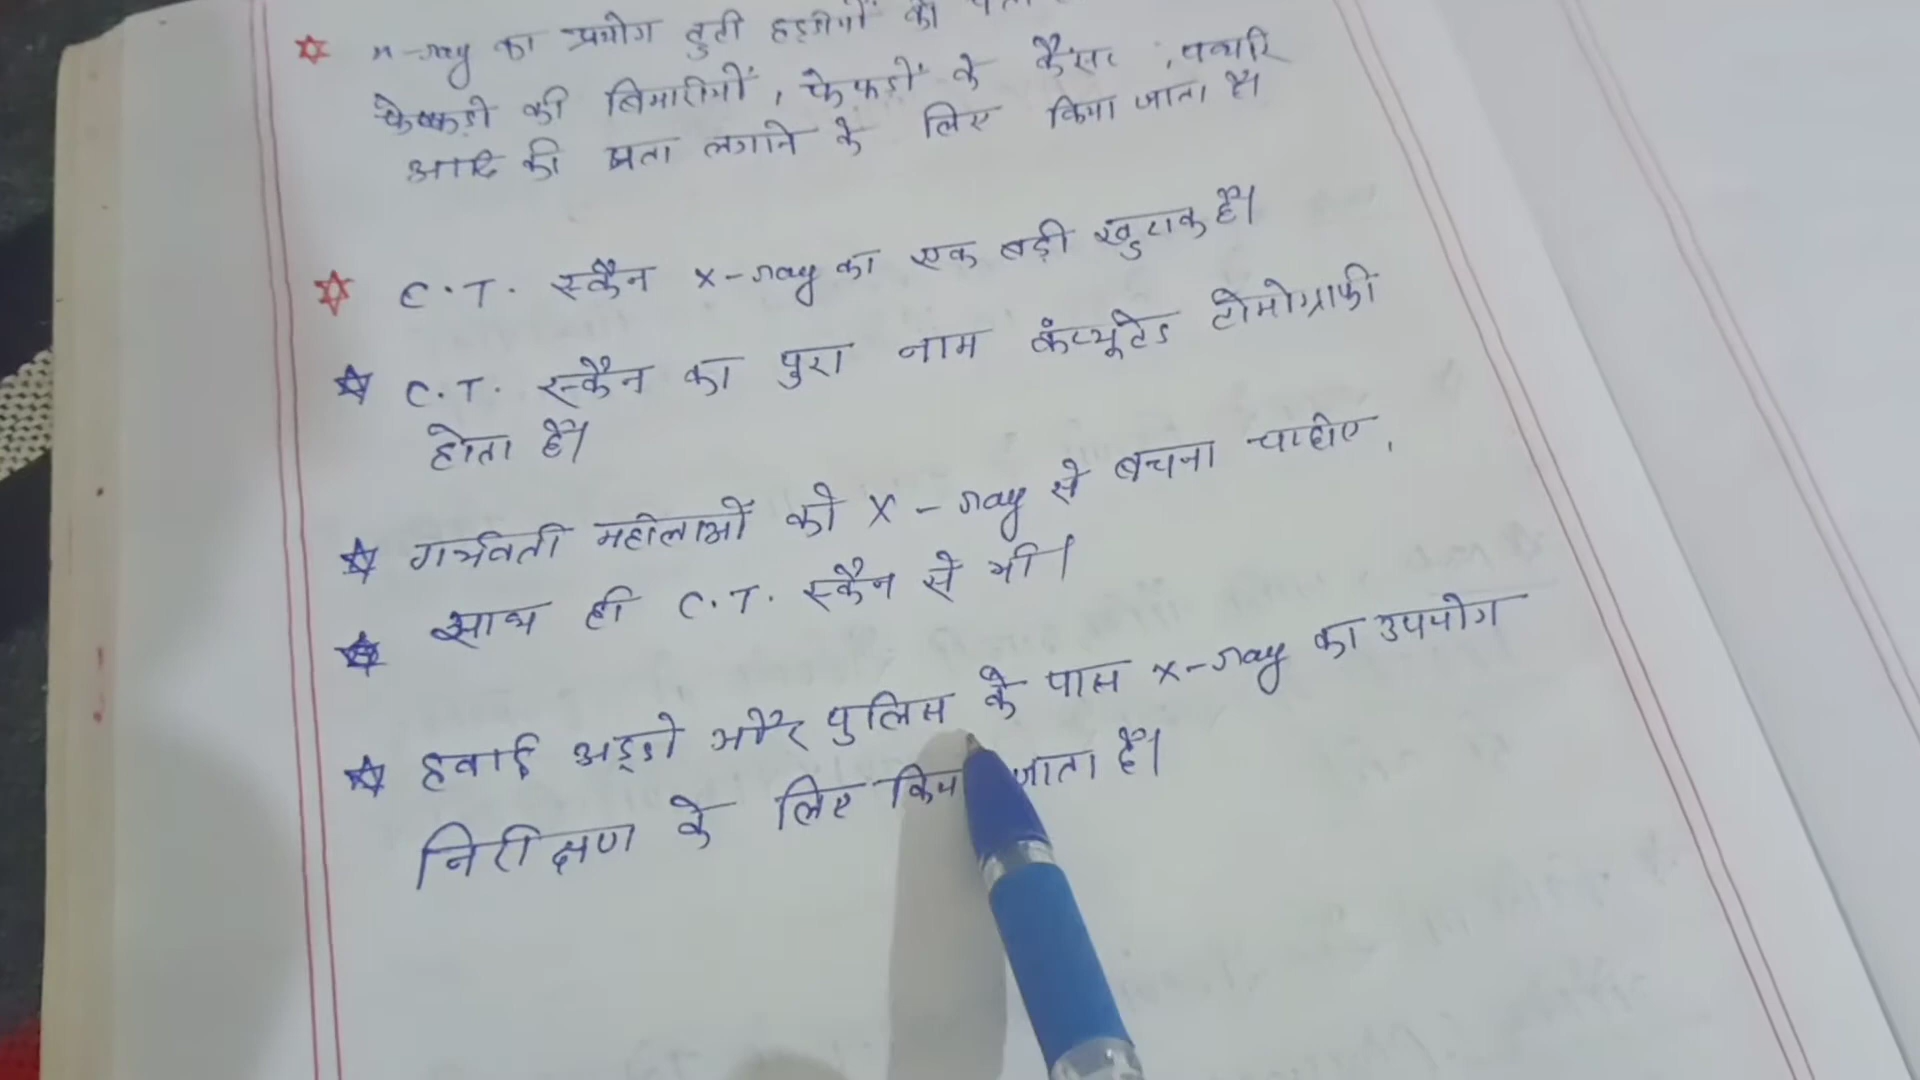 x-ray का प्रयोग टुटी हड्डीयों का
फेफड़ो की बिमारीयों, फेफड़ों के कैंसर, पथरि
आदि की पता लगाने के लिए किया जाता है।
C.T. स्कैन x-ray का एक बड़ी खुराक है।
C.T. स्कैन का पुरा नाम कंप्यूटेड टोमोग्राफी
होता है।
गर्भवती महीलाओं को X-ray से बचना चाहीए,
साथ ही C.T. स्कैन से भी।
हवाई अड्डो और पुलिस के पास x-ray का उपयोग
निरीक्षण के लिए किया जाता है।